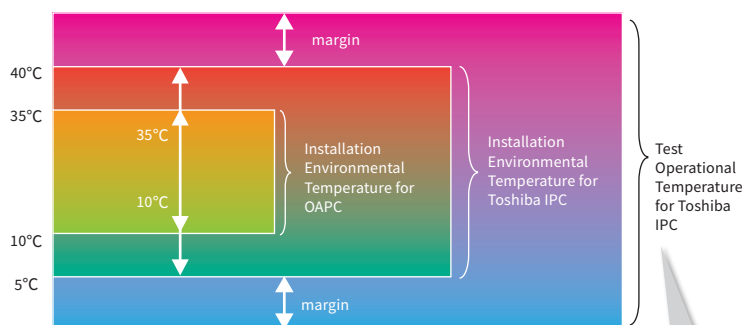 margin
40°C
35°C
35°C
Installation
Environmental
Temperature for
OAPC
Installation
Environmental
Temperature for
Toshiba IPC
Test
Operational
Temperature
for Toshiba
IPC
10°C
10°C
5°C
margin